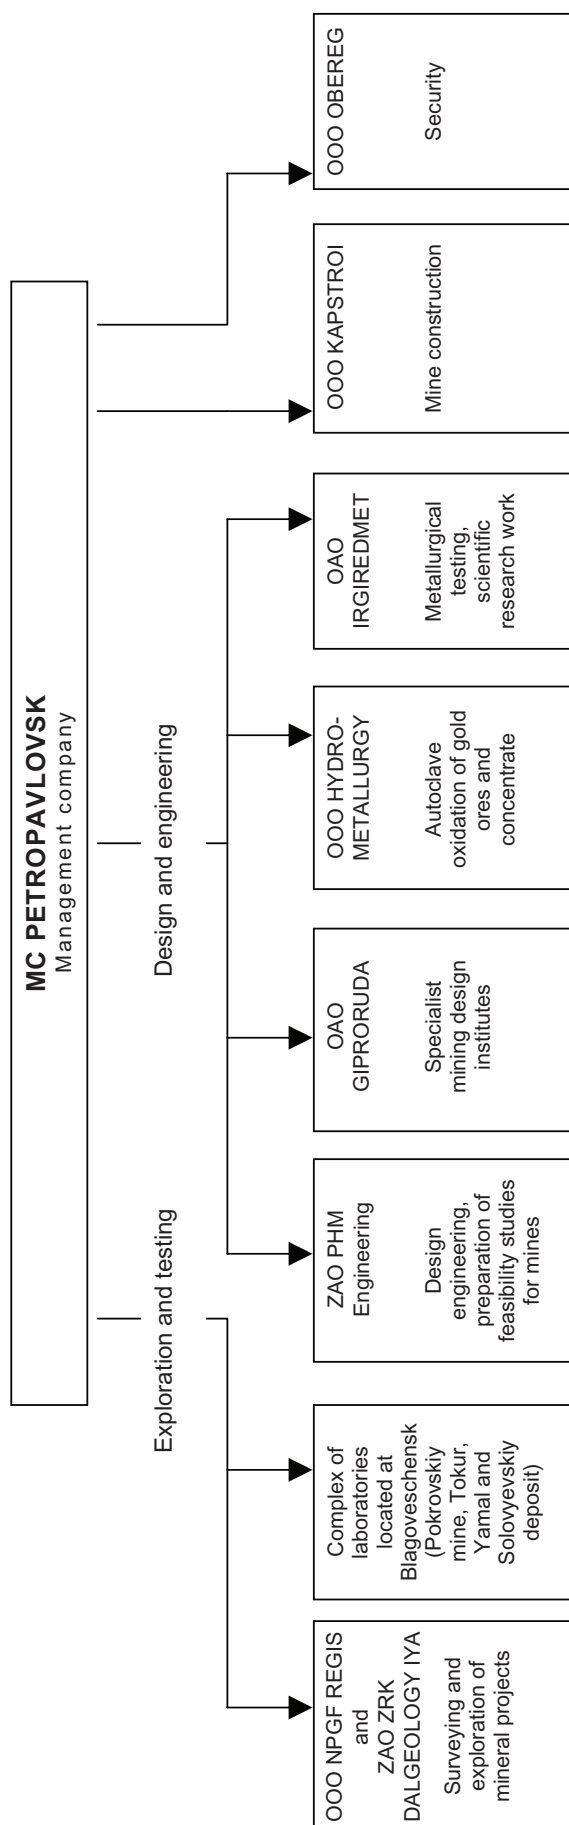 MC PETROPAVLOVSK
Management company
Exploration and testing
Design and engineering
OOO NPGF REGIS
and
ZAO ZRK
DALGEOLOGY IYA
Surveying and
exploration of
mineral projects
Complex of
laboratories
located at
Blagoveschensk
(Pokrovskiy
mine, Tokur,
Yamal and
Solovyevskiy
deposit)
ZAO PHM
Engineering
Design
engineering,
preparation of
feasibility studies
for mines
OAO
GIPRORUDA
Specialist
mining design
institutes
OOO HYDRO-
METALLURGY
Autoclave
oxidation of gold
ores and
concentrate
OAO
IRGIREDMET
Metallurgical
testing,
scientific
research work
OOO KAPSTROI
Mine construction
OOO OBEREG
Security